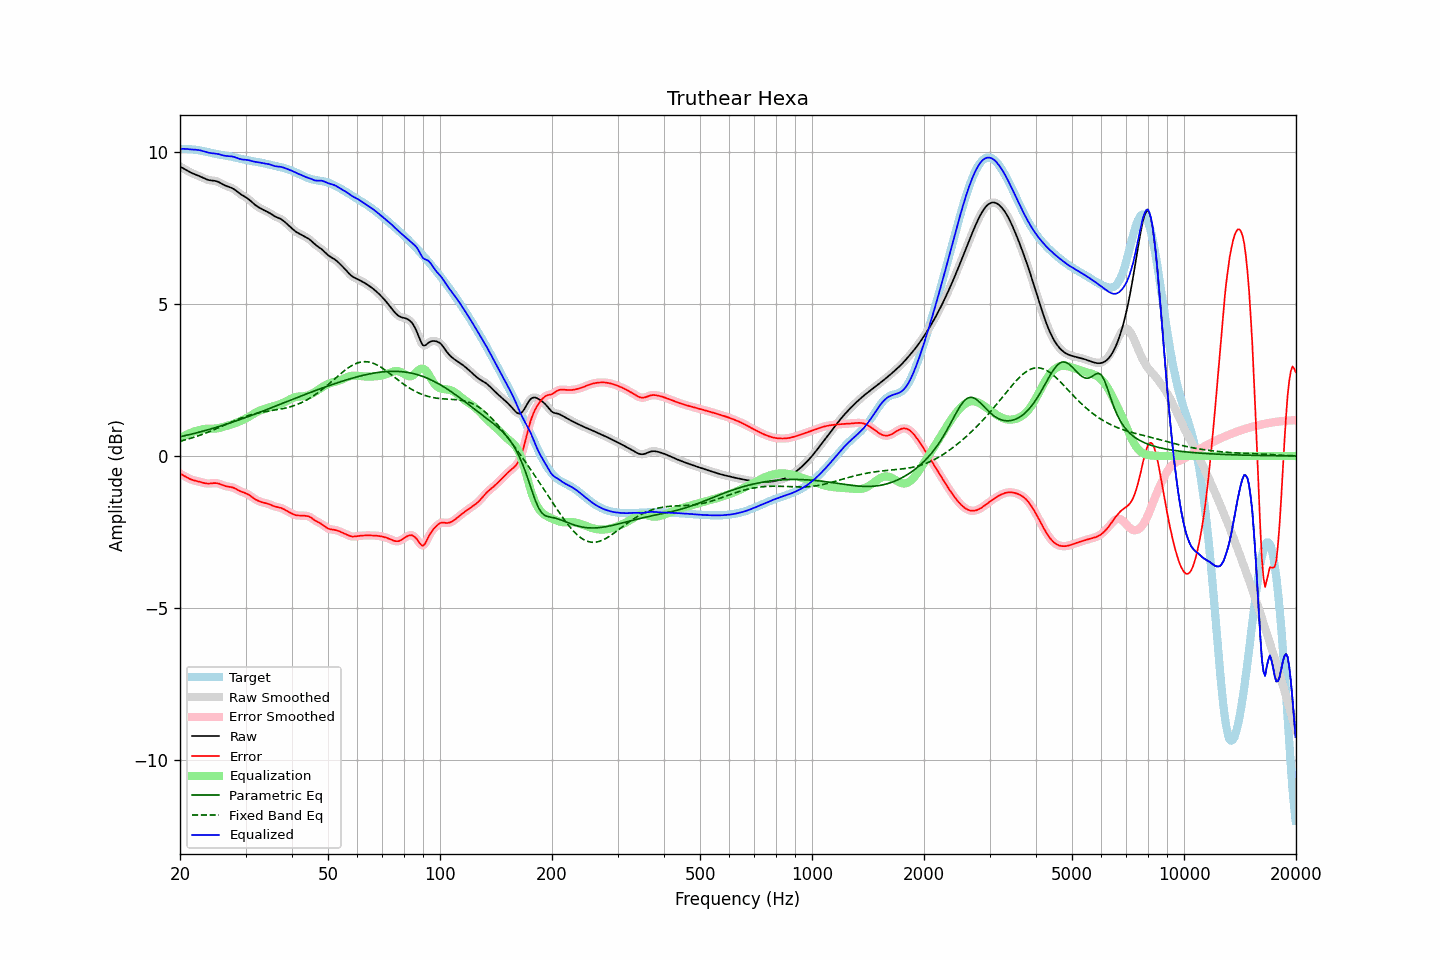 Truthear Hexa
Amplitude (dBr)
10
5
0
−5
−10
Target
Raw Smoothed
Error Smoothed
Raw
Error
Equalization
Parametric Eq
Fixed Band Eq
Equalized
20 50 100 200 500 1000 2000 5000 10000 20000
Frequency (Hz)